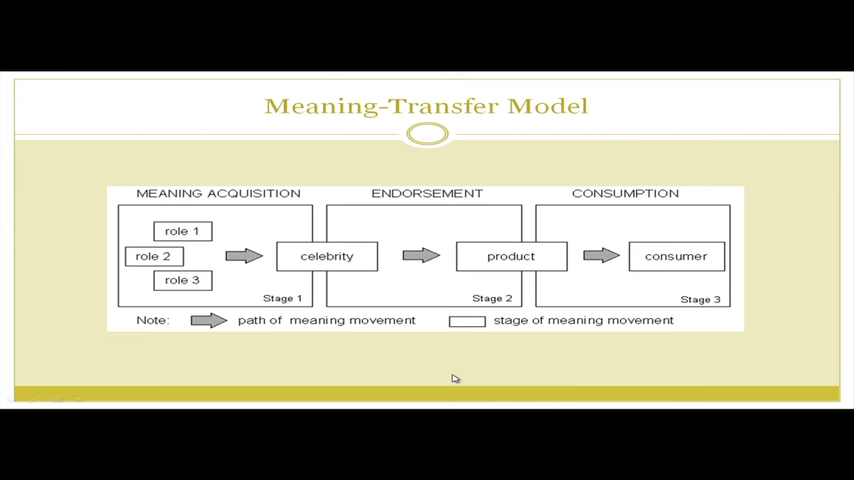 Meaning-Transfer Model
MEANING ACQUISITION ENDORSEMENT CONSUMPTION
role 1
role 2
role 3
celebrity
product
consumer
Stage 1 Stage 2 Stage 3
Note: path of meaning movement stage of meaning movement